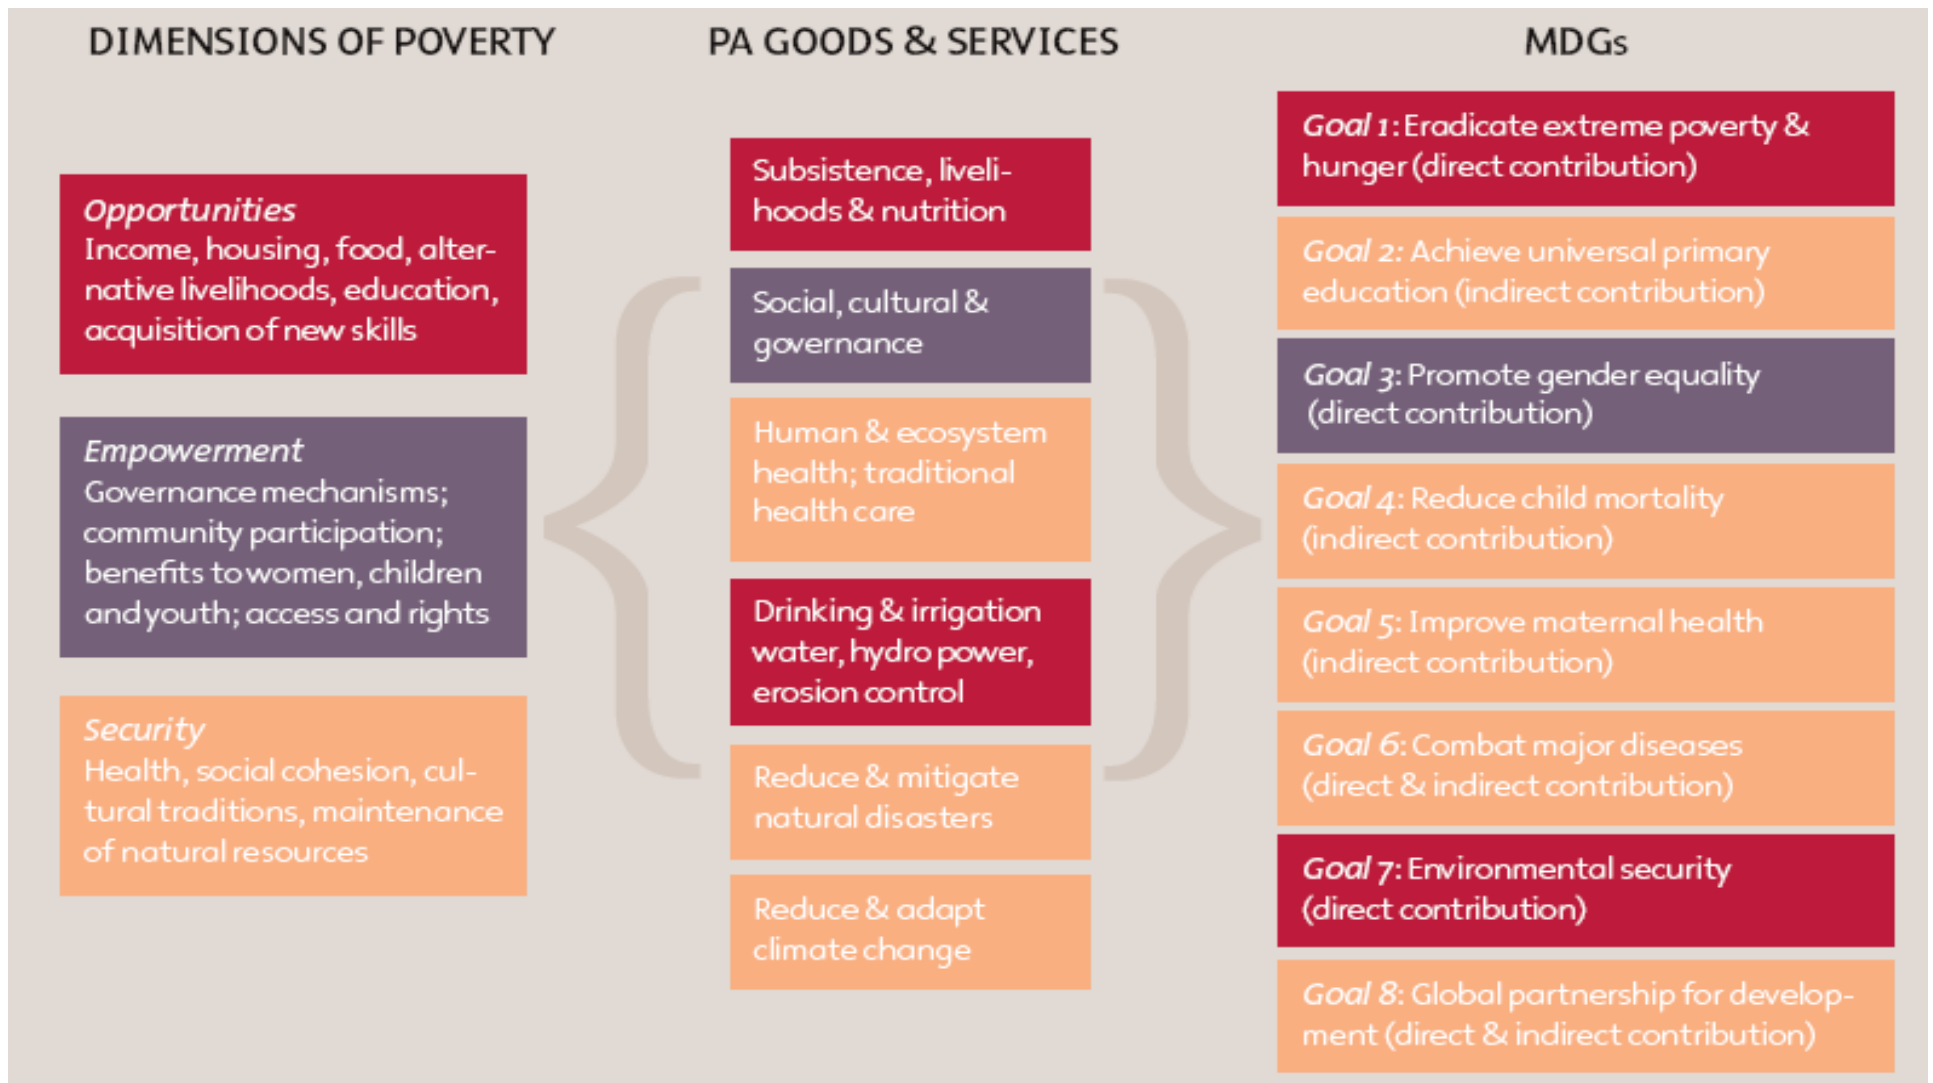 DIMENSIONS OF POVERTY
Opportunities
Income, housing, food, alter-
native livelihoods, education,
acquisition of new skills
Empowerment
Governance mechanisms;
community participation;
benefits to women, children
and youth; access and rights
Security
Health, social cohesion, cul-
tural traditions, maintenance
of natural resources
PA GOODS & SERVICES
Subsistence, liveli-
hoods & nutrition
Social, cultural &
governance
Human & ecosystem
health; traditional
health care
Drinking & irrigation
water, hydro power,
erosion control
Reduce & mitigate
natural disasters
Reduce & adapt
climate change
MDGs
Goal 1: Eradicate extreme poverty &
hunger (direct contribution)
Goal 2: Achieve universal primary
education (indirect contribution)
Goal 3: Promote gender equality
(direct contribution)
Goal 4: Reduce child mortality
(indirect contribution)
Goal 5: Improve maternal health
(indirect contribution)
Goal 6: Combat major diseases
(direct & indirect contribution)
Goal 7: Environmental security
(direct contribution)
Goal 8: Global partnership for develop-
ment (direct & indirect contribution)